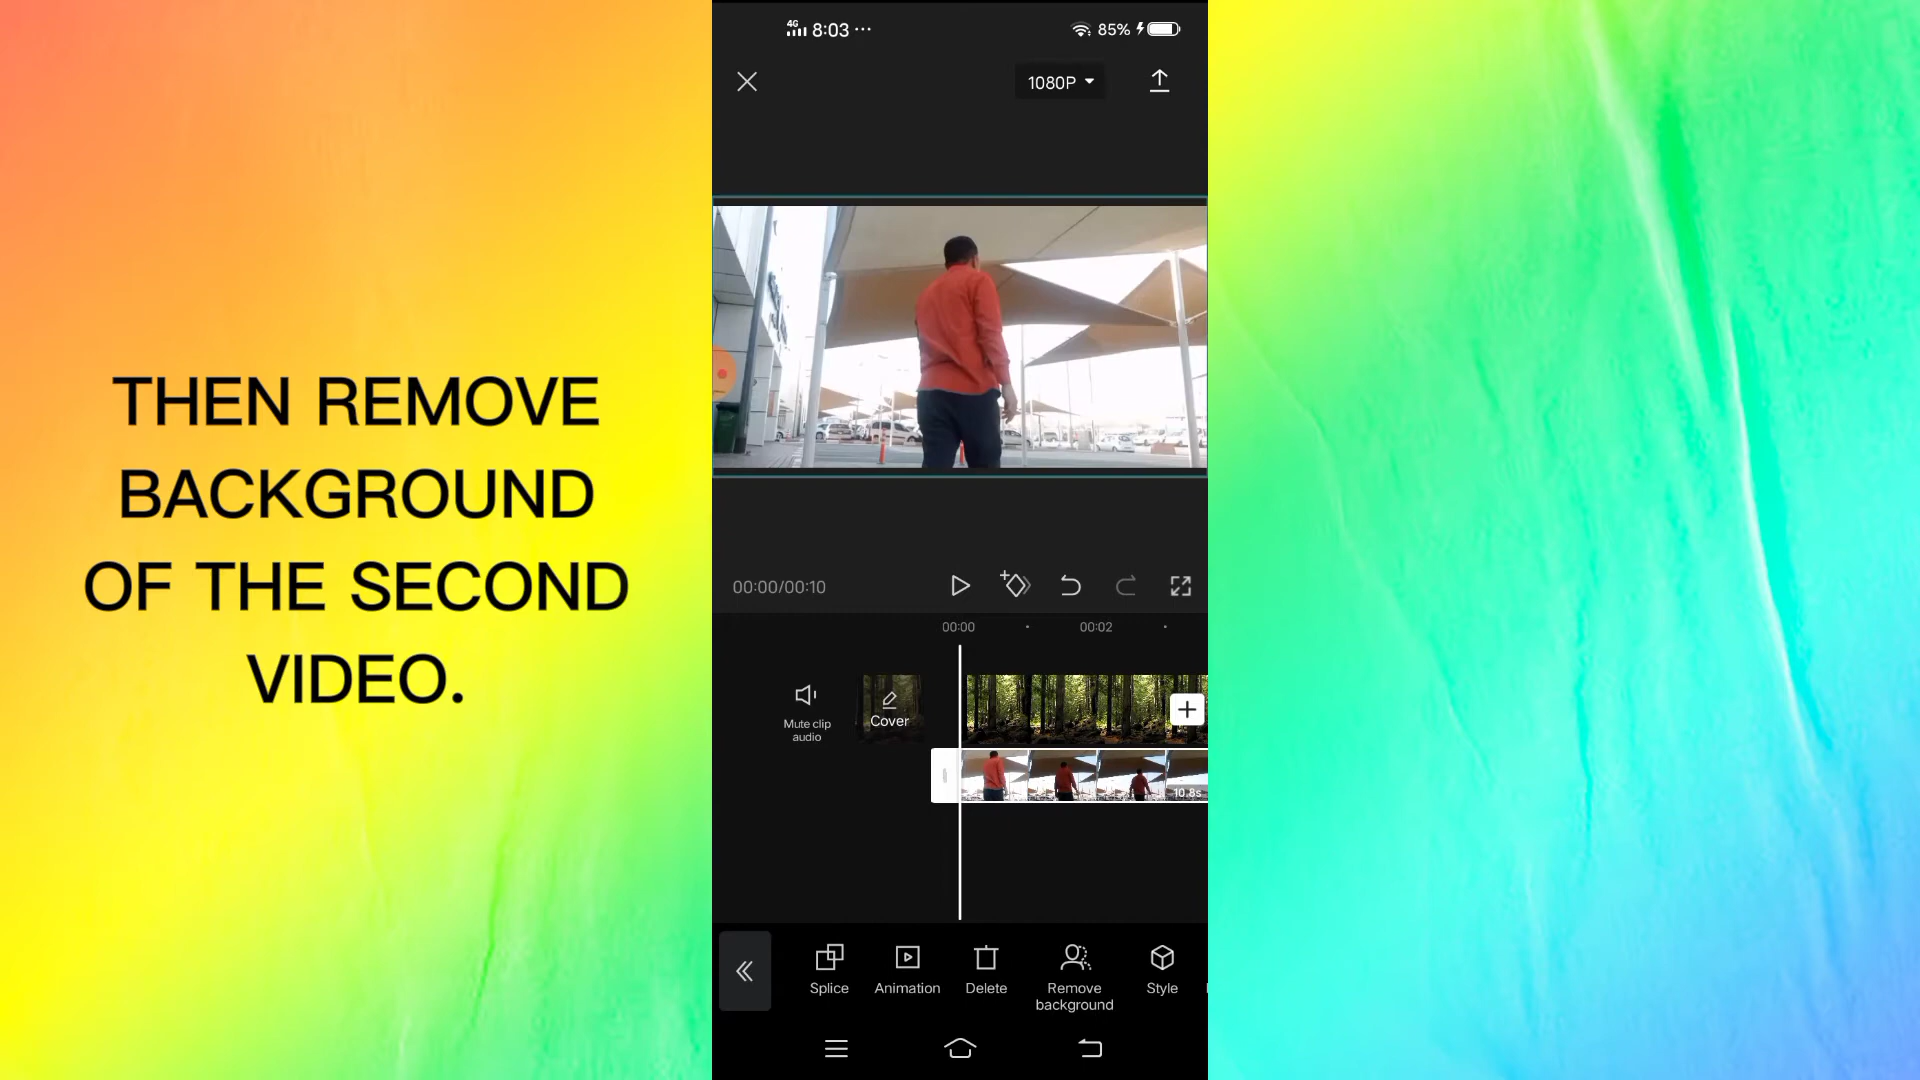 THEN REMOVE
BACKGROUND
OF THE SECOND
VIDEO.
4G 8:03
85%
1080P
00:00/00:10
00:00
00:02
Mute clip
audio
Cover
10.8s
Splice
Animation
Delete
Remove
background
Style